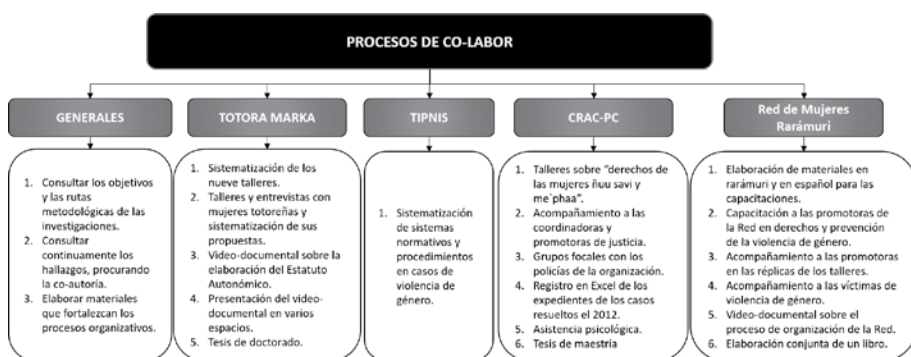 PROCESOS DE CO-LABOR
GENERALES
1. Consultar los objetivos
y las rutas
metodológicas de las
investigaciones.
2. Consultar
continuamente los
hallazgos, procurando
la co-autoría.
3. Elaborar materiales
que fortalezcan los
procesos organizativos.
TOTORA MARKA
1. Sistematización de los
nueve talleres.
2. Talleres y entrevistas con
mujeres totoreñas y
sistematización de sus
propuestas.
3. Video-documental sobre la
elaboración del Estatuto
Autonómico.
4. Presentación del video-
documental en varios
espacios.
5. Tesis de doctorado.
TIPNIS
1. Sistematización
de sistemas
normativos y
procedimientos
en casos de
violencia de
género.
CRAC-PC
1. Talleres sobre “derechos de
las mujeres ñuu savi y
me`phaa”.
2. Acompañamiento a las
coordinadoras y
promotoras de justicia.
3. Grupos focales con los
policías de la organización.
4. Registro en Excel de los
expedientes de los casos
resueltos el 2012.
5. Asistencia psicológica.
6. Tesis de maestría
Red de Mujeres
Rarámuri
1. Elaboración de materiales en
rarámuri y en español para las
capacitaciones.
2. Capacitación a las promotoras de
la Red en derechos y prevención
de la violencia de género.
3. Acompañamiento a las promotoras
en las réplicas de los talleres.
4. Acompañamiento a las víctimas de
violencia de género.
5. Video-documental sobre el
proceso de organización de la Red.
6. Elaboración conjunta de un libro.